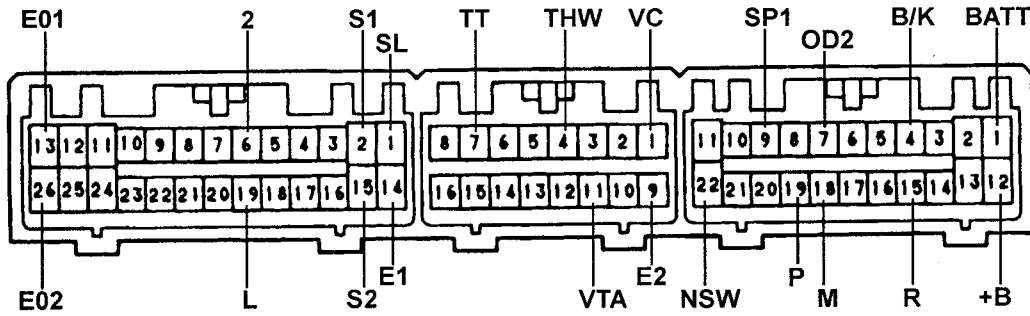 E01 2 S1 SL TT THW VC SP1 OD2 B/K BATT
13 12 11 10 9 8 7 6 5 4 3 2 1 8 7 6 5 4 3 2 1 11 10 9 8 7 6 5 4 3 2 1
26 25 24 23 22 21 20 19 18 17 16 15 14 16 15 14 13 12 11 10 9 22 21 20 19 18 17 16 15 14 13 12
E02 L S2 E1 VTA E2 NSW P M R +B